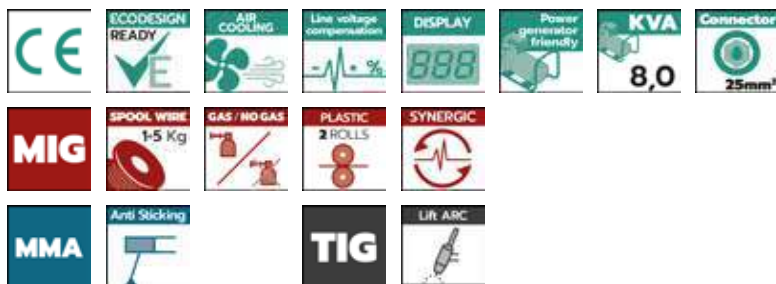 CE
ECODESIGN
READY
E
AIR
COOLING
Line voltage
compensation
- + %
DISPLAY
888
Power
generator
friendly
KVA
8,0
Connector
25mm²
MIG
SPOOL WIRE
1-5 Kg
GAS / NO GAS
PLASTIC
2 ROLLS
SYNERGIC
MMA
Anti Sticking
TIG
Lift ARC